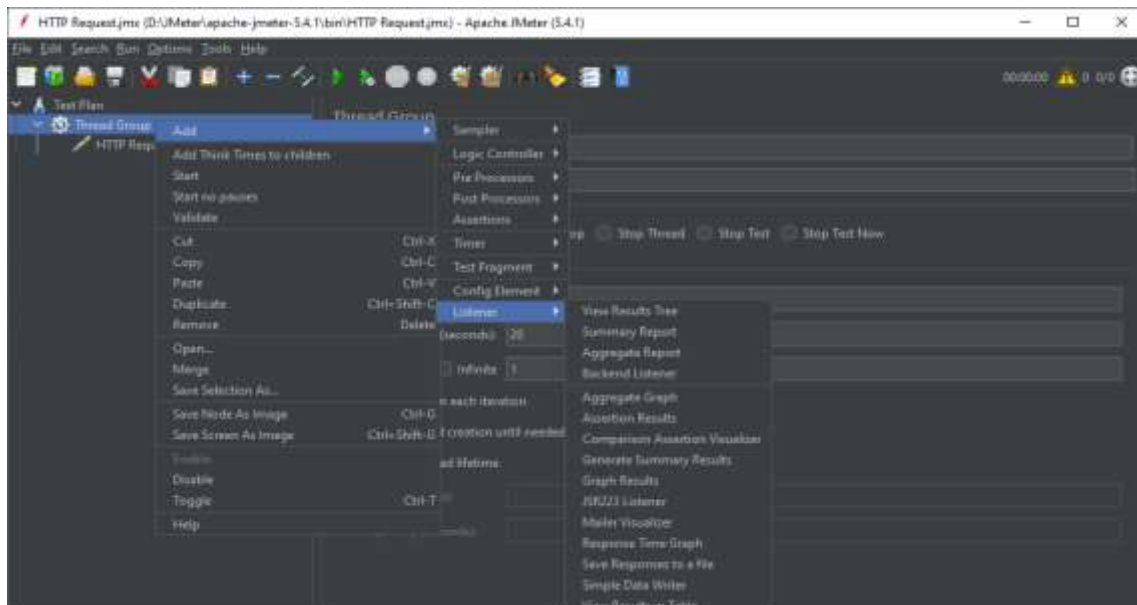 HTTP Request.jmx (D:\JMeter\apache-jmeter-5.4.1\bin\HTTP Request.jmx) - Apache JMeter (5.4.1)
File Edit Search Run Options Tools Help
00:00:00 0 0/0
Test Plan
Thread Group
HTTP Requ
Thread Group
Add
Add Think Times to children
Start
Start no pauses
Validate
Cut Ctrl-X
Copy Ctrl-C
Paste Ctrl-V
Duplicate Ctrl+Shift-C
Remove Delete
Open...
Merge
Save Selection As...
Save Node As Image Ctrl-G
Save Screen As Image Ctrl+Shift-G
Enable
Disable
Toggle Ctrl-T
Help
Sampler
Logic Controller
Pre Processors
Post Processors
Assertions
Timer
Test Fragment
Config Element
Listener
op Stop Thread Stop Test Stop Test Now
(seconds): 20
Infinite 1
n each iteration
creation until needed
ad lifetime
View Results Tree
Summary Report
Aggregate Report
Backend Listener
Aggregate Graph
Assertion Results
Comparison Assertion Visualizer
Generate Summary Results
Graph Results
JSR223 Listener
Mailer Visualizer
Response Time Graph
Save Responses to a file
Simple Data Writer
View Results in Table